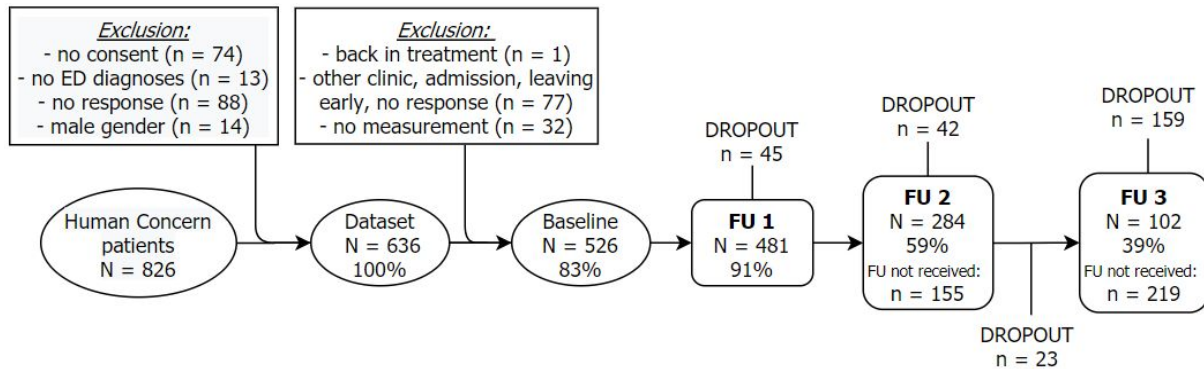 Exclusion:
- no consent (n = 74)
- no ED diagnoses (n = 13)
- no response (n = 88)
- male gender (n = 14)
Exclusion:
- back in treatment (n = 1)
- other clinic, admission, leaving
early, no response (n = 77)
- no measurement (n = 32)
Human Concern
patients
N = 826
Dataset
N = 636
100%
Baseline
N = 526
83%
DROPOUT
n = 45
FU 1
N = 481
91%
DROPOUT
n = 42
FU 2
N = 284
59%
FU not received:
n = 155
DROPOUT
n = 23
DROPOUT
n = 159
FU 3
N = 102
39%
FU not received:
n = 219